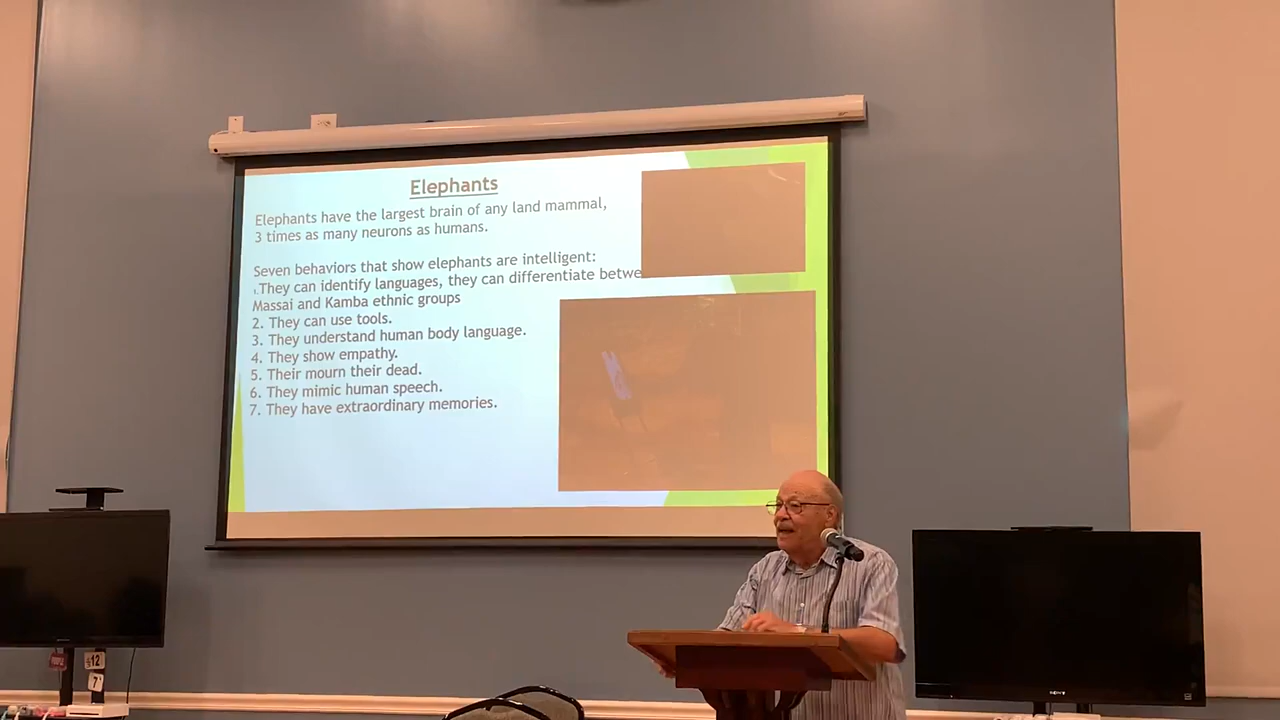 Elephants
Elephants have the largest brain of any land mammal,
3 times as many neurons as humans.
Seven behaviors that show elephants are intelligent:
1.They can identify languages, they can differentiate betwe
Massai and Kamba ethnic groups
2. They can use tools.
3. They understand human body language.
4. They show empathy.
5. Their mourn their dead.
6. They mimic human speech.
7. They have extraordinary memories.
12
7
SONY